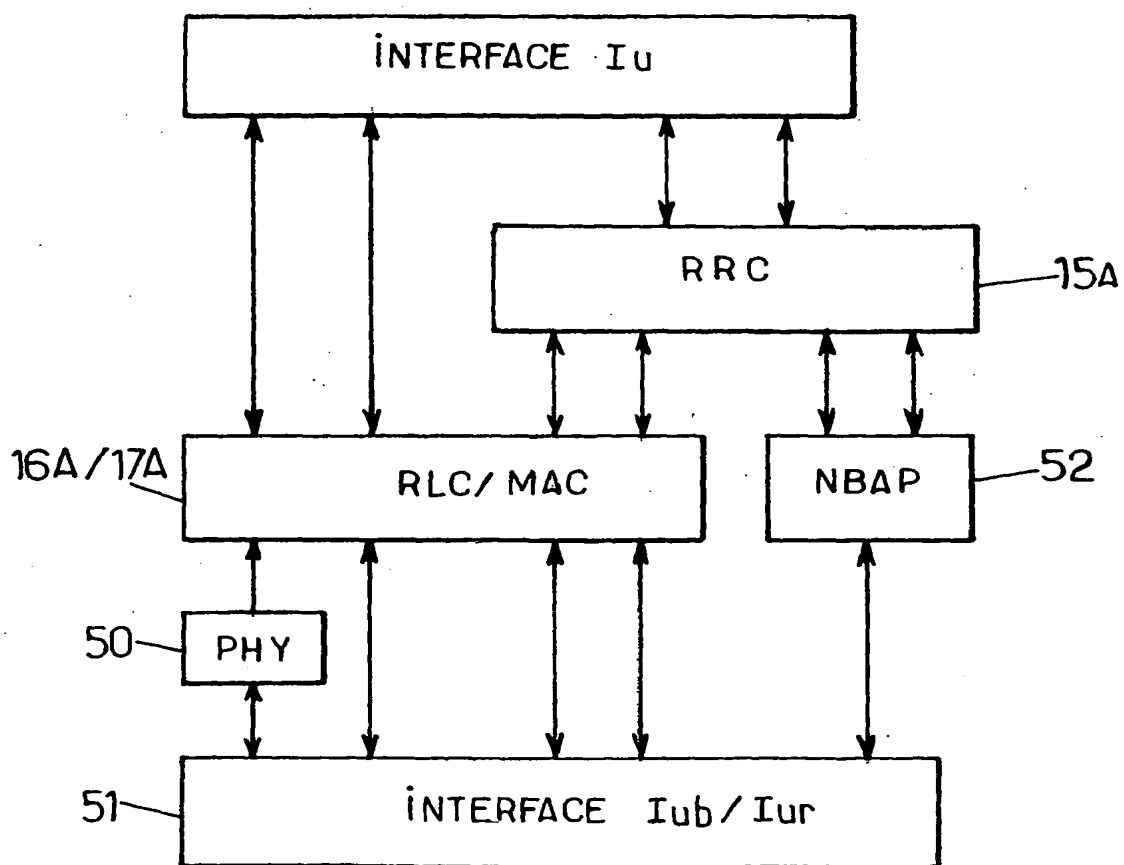 İNTERFACE Iu
RRC
15A
16A/17A
RLC/MAC
NBAP
52
50
PHY
51
İNTERFACE Iub/Iur